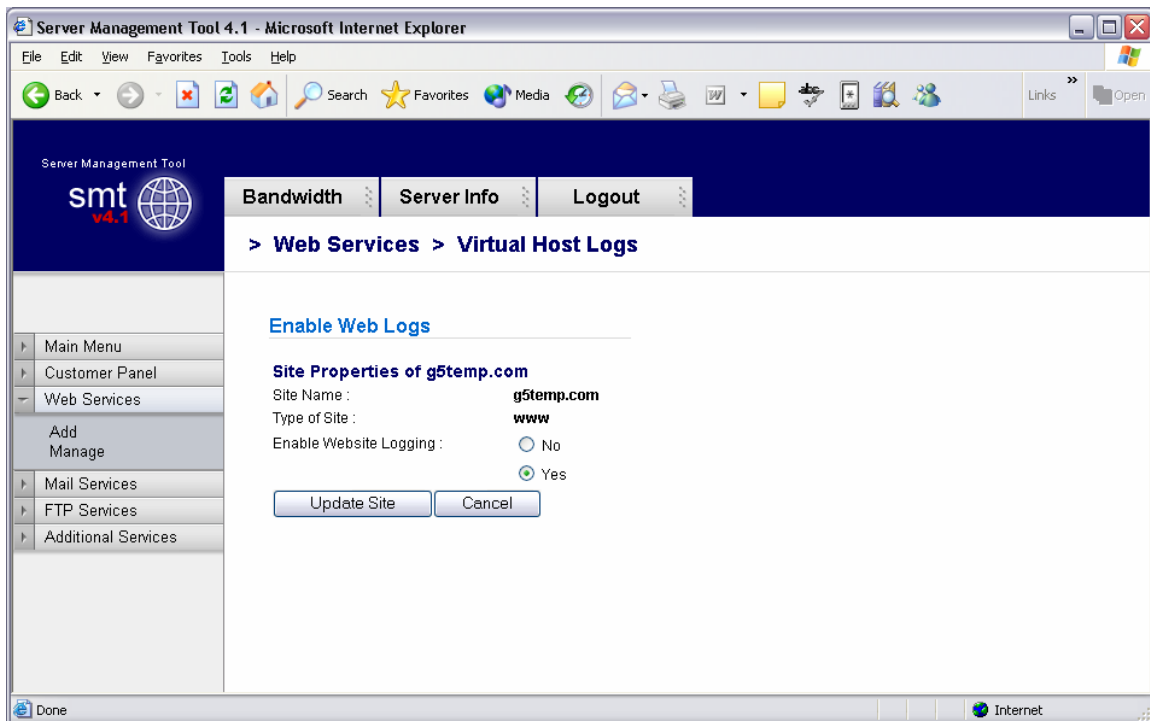 Server Management Tool 4.1 - Microsoft Internet Explorer
File Edit View Favorites Tools Help
Back Search Favorites Media Links Open
Server Management Tool
smt
v4.1
Bandwidth Server Info Logout
> Web Services > Virtual Host Logs
Enable Web Logs
Main Menu
Customer Panel
Web Services
Add
Manage
Mail Services
FTP Services
Additional Services
Site Properties of g5temp.com
Site Name : g5temp.com
Type of Site : www
Enable Website Logging : No
Yes
Update Site Cancel
Done Internet